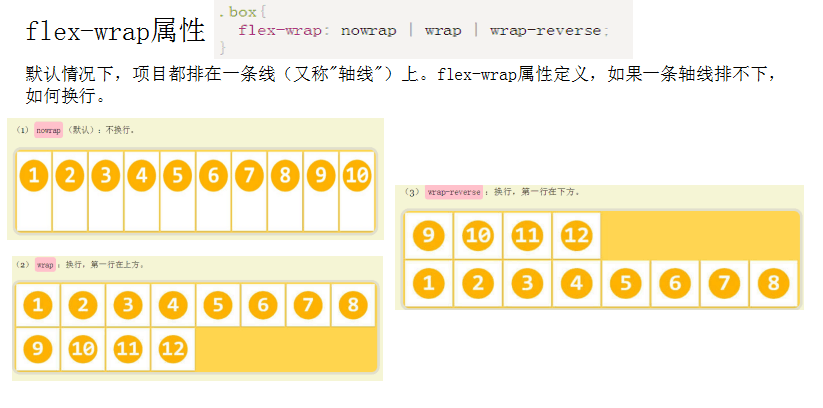 flex-wrap属性
.box{
flex-wrap: nowrap | wrap | wrap-reverse;
}
默认情况下，项目都排在一条线（又称"轴线"）上。flex-wrap属性定义，如果一条轴线排不下，
如何换行。
（1） nowrap（默认）：不换行。
1 2 3 4 5 6 7 8 9 10
（2） wrap：换行，第一行在上方。
1 2 3 4 5 6 7 8
9 10 11 12
（3） wrap-reverse：换行，第一行在下方。
9 10 11 12
1 2 3 4 5 6 7 8